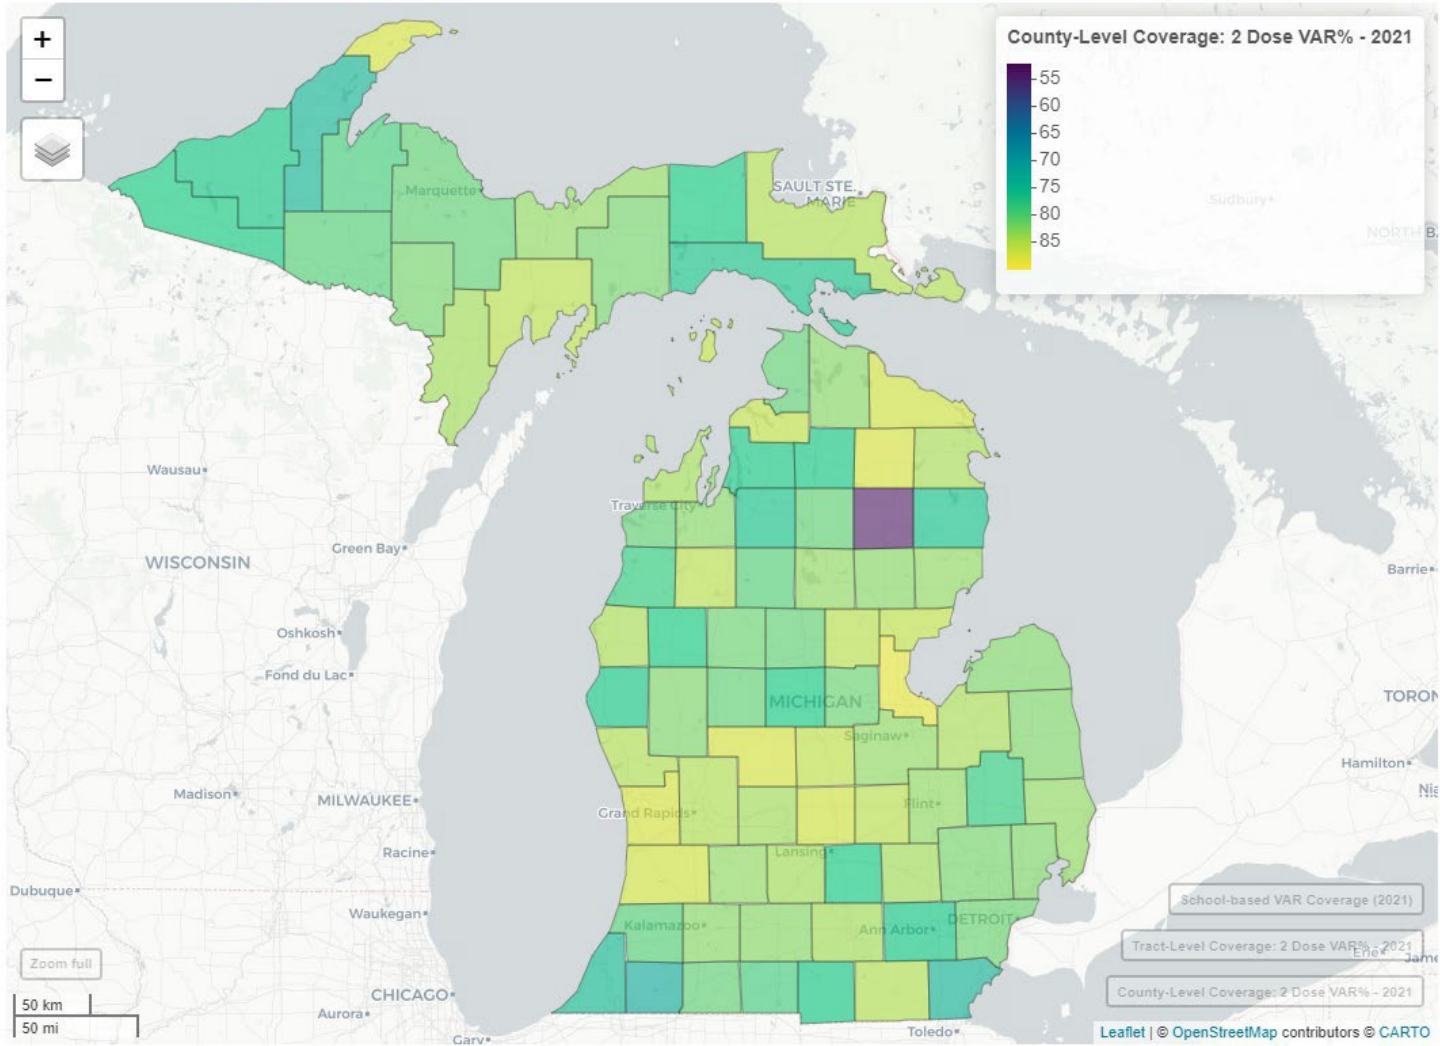 +
−
County-Level Coverage: 2 Dose VAR% - 2021
55
60
65
70
75
80
85
Sudbury
NORTH B
SAULT STE.
MARIE
Marquette
Wausau
Traverse City
Green Bay
WISCONSIN
Barrie
Oshkosh
Fond du Lac
MICHIGAN
TORON
Saginaw
Hamilton
Madison
MILWAUKEE
Flint
Grand Rapids
Racine
Lansing
Dubuque
School-based VAR Coverage (2021)
Waukegan
Kalamazoo
Ann Arbor
DETROIT
Tract-Level Coverage: 2 Dose VAR% - 2021
Erie
Jame
Zoom full
CHICAGO
County-Level Coverage: 2 Dose VAR% - 2021
50 km
Aurora
50 mi
Toledo
Gary
Leaflet | © OpenStreetMap contributors © CARTO